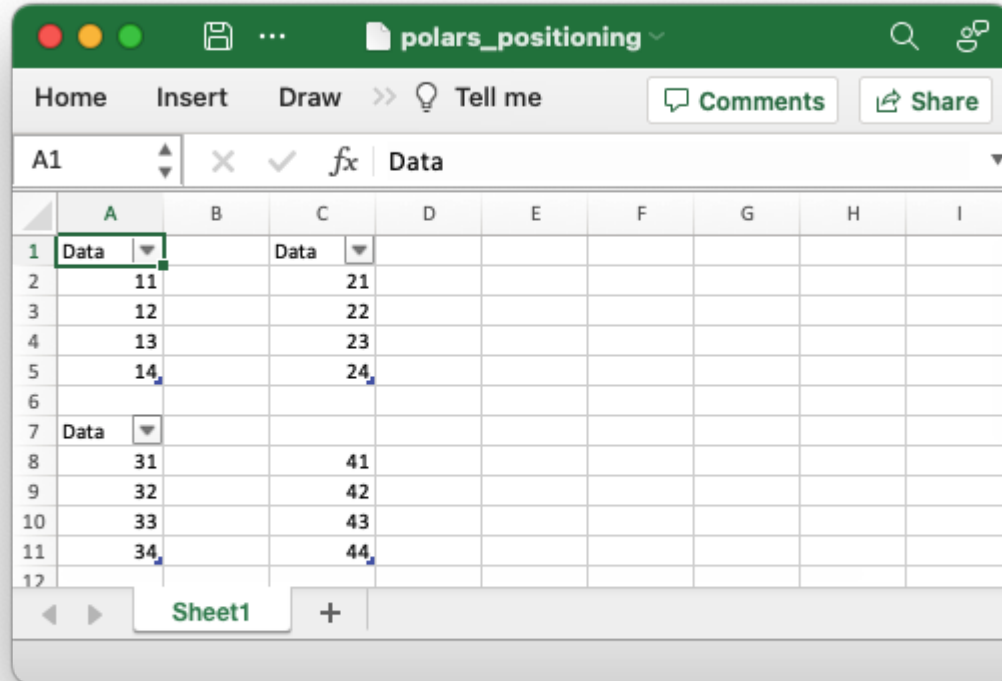 polars_positioning
Home Insert Draw >> Tell me Comments Share
A1 fx Data
A B C D E F G H I
1 Data Data
2 11 21
3 12 22
4 13 23
5 14 24
6
7 Data
8 31 41
9 32 42
10 33 43
11 34 44
12
Sheet1 +